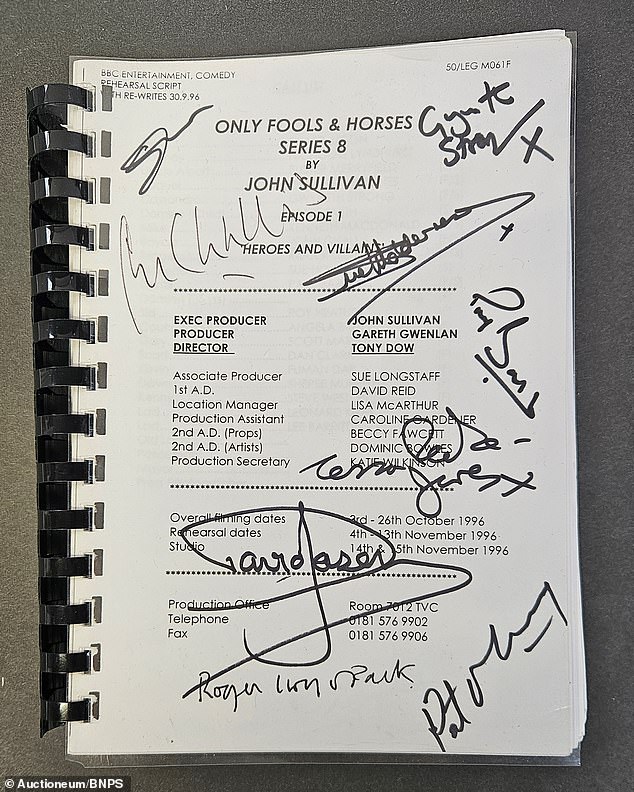 BBC ENTERTAINMENT, COMEDY 50/LEG M061F
REHEARSAL SCRIPT
RE-WRITES 30.9.96
ONLY FOOLS & HORSES
SERIES 8
BY
JOHN SULLIVAN
EPISODE 1
'HEROES AND VILLAINS'
EXEC PRODUCER JOHN SULLIVAN
PRODUCER GARETH GWENLAN
DIRECTOR TONY DOW
Associate Producer SUE LONGSTAFF
1st A.D. DAVID REID
Location Manager LISA McARTHUR
Production Assistant CAROLINE GARDENER
2nd A.D. (Props) BECCY FAWCETT
2nd A.D. (Artists) DOMINIC BOWLES
Production Secretary KATIE WILKINSON
Overall filming dates 3rd - 26th October 1996
Rehearsal dates 4th - 13th November 1996
Studio 14th & 15th November 1996
Production Office Room 7012 TVC
Telephone 0181 576 9902
Fax 0181 576 9906
Roger Lloyd Pack
© Auctioneum/BNPS